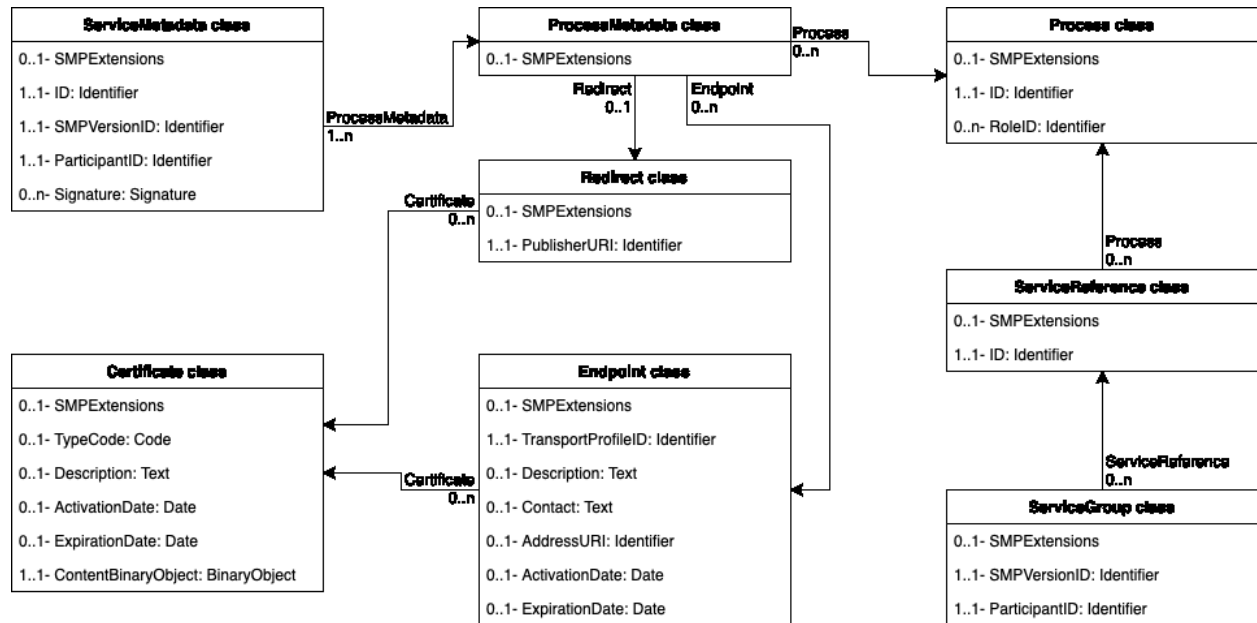 ServiceMetadata class
0..1- SMPExtensions
1..1- ID: Identifier
1..1- SMPVersionID: Identifier
1..1- ParticipantID: Identifier
0..n- Signature: Signature
ProcessMetadata
1..n
ProcessMetadata class
0..1- SMPExtensions
Process
0..n
Redirect
0..1
Endpoint
0..n
Process class
0..1- SMPExtensions
1..1- ID: Identifier
0..n- RoleID: Identifier
Redirect class
0..1- SMPExtensions
1..1- PublisherURI: Identifier
Certificate
0..n
Process
0..n
ServiceReference class
0..1- SMPExtensions
1..1- ID: Identifier
Certificate class
0..1- SMPExtensions
0..1- TypeCode: Code
0..1- Description: Text
0..1- ActivationDate: Date
0..1- ExpirationDate: Date
1..1- ContentBinaryObject: BinaryObject
Certificate
0..n
Endpoint class
0..1- SMPExtensions
1..1- TransportProfileID: Identifier
0..1- Description: Text
0..1- Contact: Text
0..1- AddressURI: Identifier
0..1- ActivationDate: Date
0..1- ExpirationDate: Date
ServiceReference
0..n
ServiceGroup class
0..1- SMPExtensions
1..1- SMPVersionID: Identifier
1..1- ParticipantID: Identifier